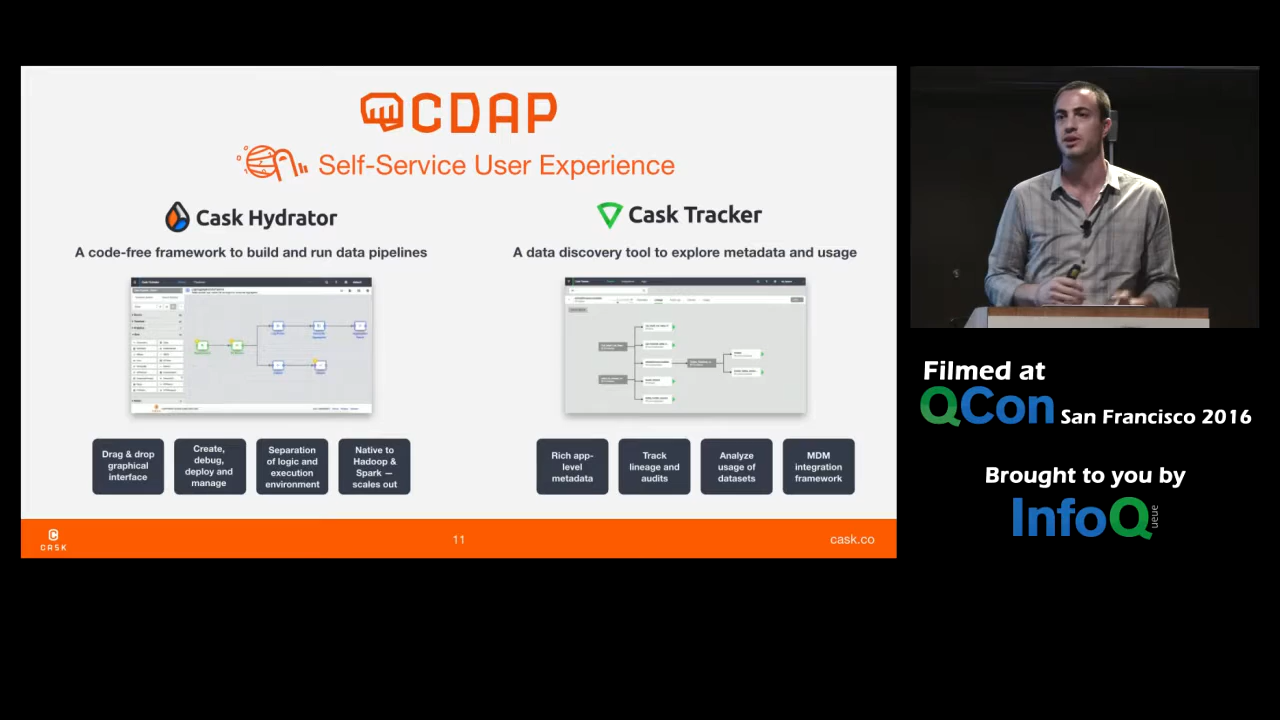 CDAP
Self-Service User Experience
Cask Hydrator
A code-free framework to build and run data pipelines
Drag & drop
graphical
interface
Create,
debug,
deploy and
manage
Separation
of logic and
execution
environment
Native to
Hadoop &
Spark —
scales out
Cask Tracker
A data discovery tool to explore metadata and usage
Rich app-
level
metadata
Track
lineage and
audits
Analyze
usage of
datasets
MDM
integration
framework
CASK
11
cask.co
Filmed at
QCon San Francisco 2016
Brought to you by
InfoQ
ueue